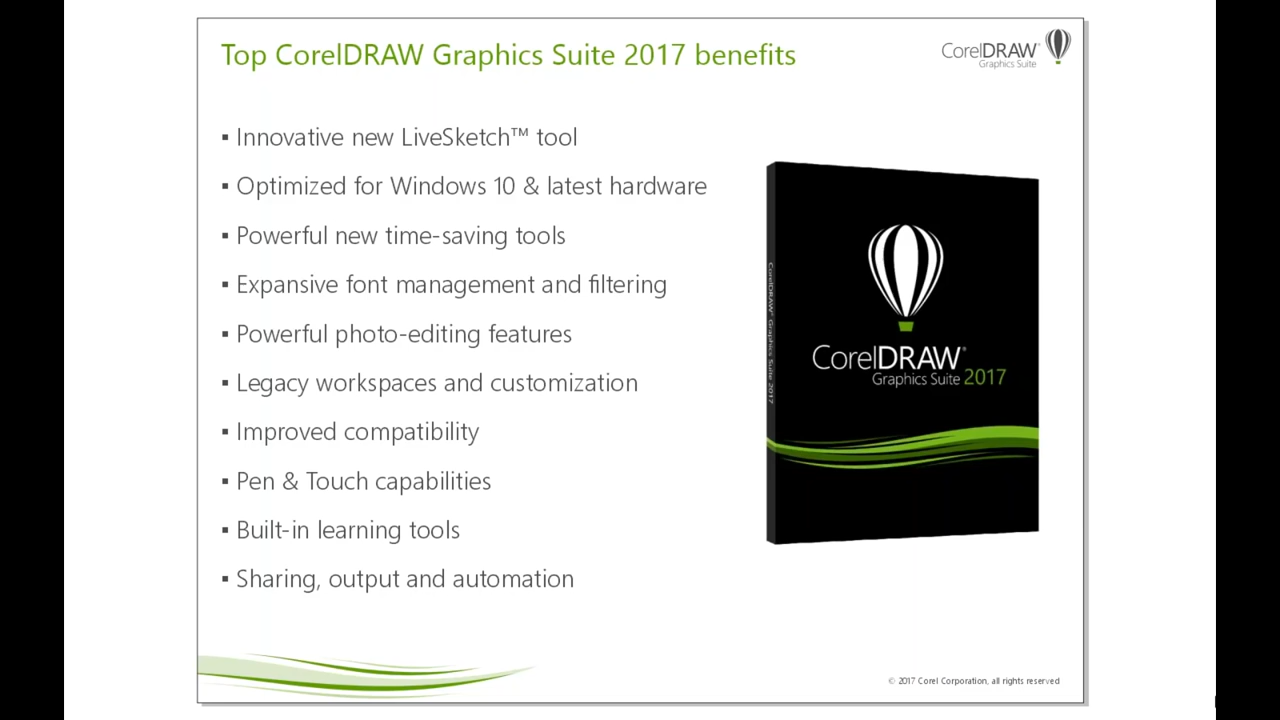 Top CorelDRAW Graphics Suite 2017 benefits
CorelDRAW®
Graphics Suite
▪ Innovative new LiveSketch™ tool
▪ Optimized for Windows 10 & latest hardware
▪ Powerful new time-saving tools
▪ Expansive font management and filtering
▪ Powerful photo-editing features
▪ Legacy workspaces and customization
▪ Improved compatibility
▪ Pen & Touch capabilities
▪ Built-in learning tools
▪ Sharing, output and automation
CorelDRAW® Graphics Suite 2017
CorelDRAW®
Graphics Suite 2017
© 2017 Corel Corporation, all rights reserved